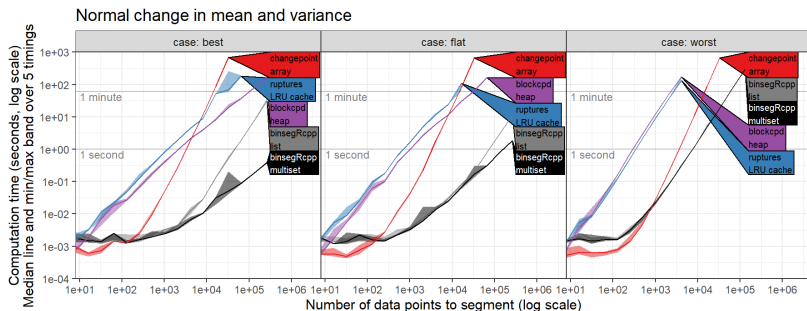 Normal change in mean and variance
case: best
case: flat
case: worst
Computation time (seconds, log scale)
Median line and min/max band over 5 timings
1e+03
1e+02
1e+01
1e+00
1e-01
1e-02
1e-03
1e-04
1 minute
1 second
changepoint
array
ruptures
LRU cache
blockcpd
heap
binsegRcpp
list
binsegRcpp
multiset
1 minute
1 second
changepoint
array
blockcpd
heap
ruptures
LRU cache
binsegRcpp
list
binsegRcpp
multiset
1 minute
1 second
changepoint
array
binsegRcpp
list
binsegRcpp
multiset
blockcpd
heap
ruptures
LRU cache
1e+01 1e+02 1e+03 1e+04 1e+05 1e+06
1e+01 1e+02 1e+03 1e+04 1e+05 1e+06
1e+01 1e+02 1e+03 1e+04 1e+05 1e+06
Number of data points to segment (log scale)